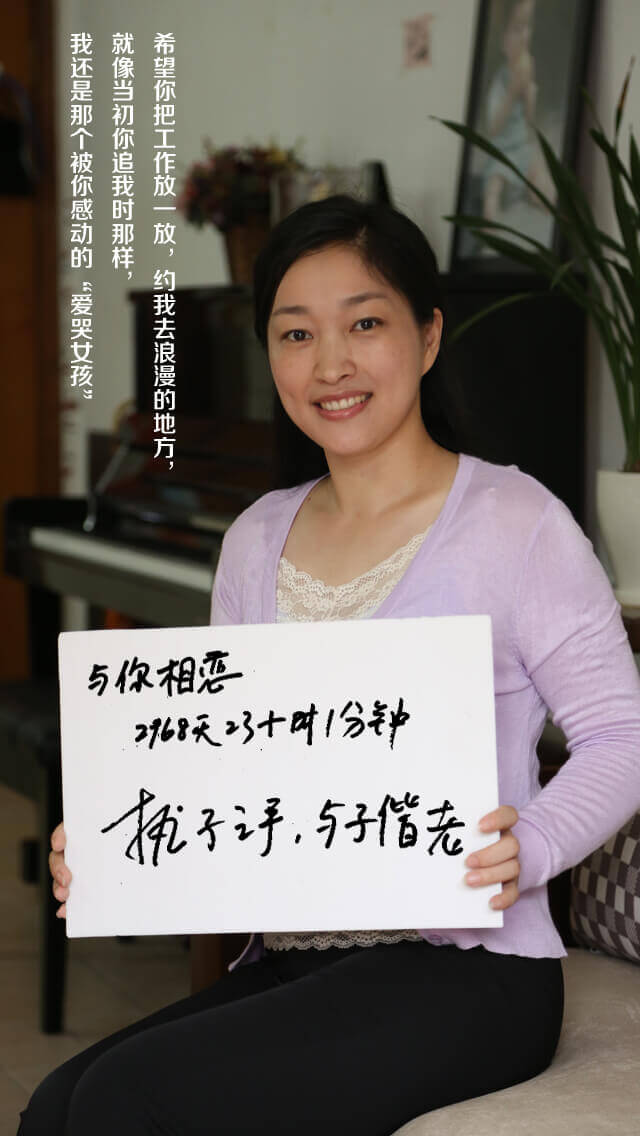 希望你把工作放一放，约我去浪漫的地方，
就像当初你追我时那样，
我还是那个被你感动的“爱哭女孩”
与你相恋
2968天23个时1分钟
执子之手，与子偕老